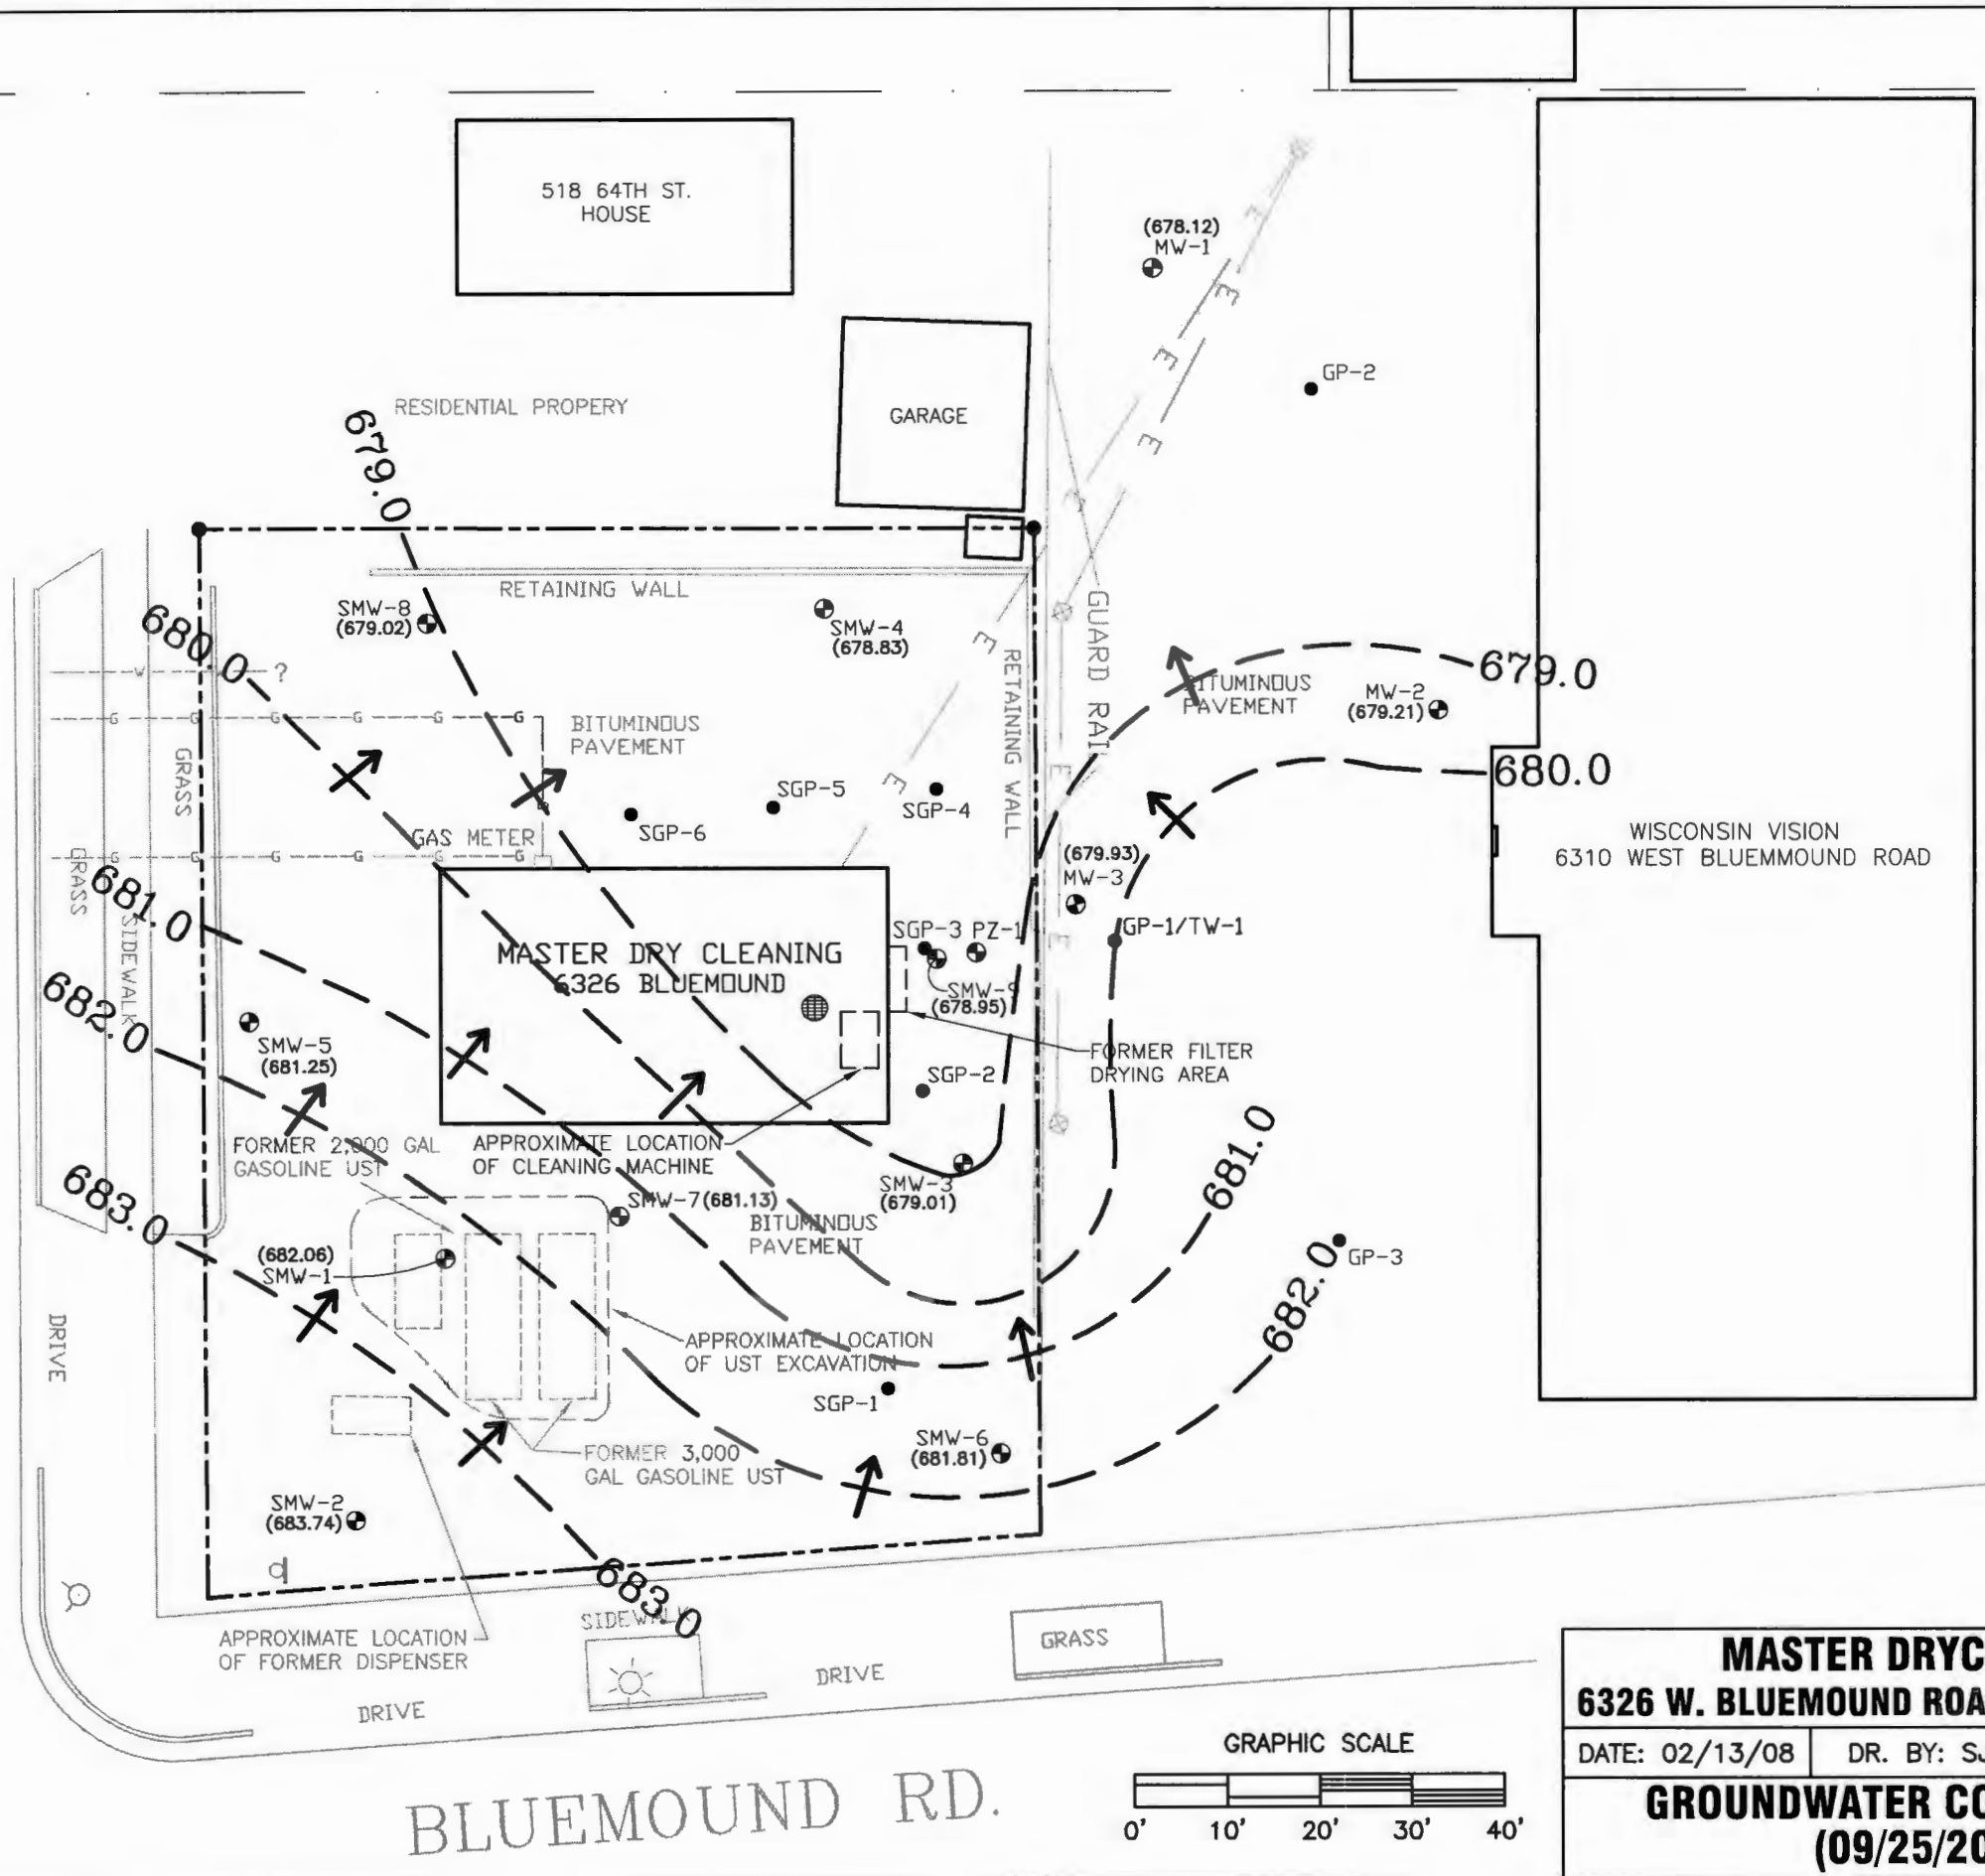 518 64TH ST.
HOUSE
(678.12)
MW-1
GP-2
RESIDENTIAL PROPERY
GARAGE
679.0
RETAINING WALL
SMW-8
(679.02)
SMW-4
(678.83)
680.0
W
?
GUARD RAIL
RETAINING WALL
679.0
BITUMINOUS
PAVEMENT
MW-2
(679.21)
G G G G G G
BITUMINOUS
PAVEMENT
GRASS
680.0
SGP-5
SGP-4
SGP-6
GAS METER
G G G G G G
GRASS
SIDEWALK
681.0
WISCONSIN VISION
6310 WEST BLUEMMOUND ROAD
(679.93)
MW-3
GP-1/TW-1
SGP-3 PZ-1
MASTER DRY CLEANING
6326 BLUEMOUND
SMW-9
(678.95)
682.0
SMW-5
(681.25)
FORMER FILTER
DRYING AREA
SGP-2
FORMER 2,000 GAL
GASOLINE UST
APPROXIMATE LOCATION
OF CLEANING MACHINE
681.0
683.0
SMW-3
(679.01)
SMW-7(681.13)
BITUMINOUS
PAVEMENT
(682.06)
SMW-1
682.0
GP-3
DRIVE
APPROXIMATE LOCATION
OF UST EXCAVATION
SGP-1
SMW-6
(681.81)
FORMER 3,000
GAL GASOLINE UST
SMW-2
(683.74)
683.0
SIDEWALK
APPROXIMATE LOCATION
OF FORMER DISPENSER
GRASS
DRIVE
DRIVE
BLUEMOUND RD.
GRAPHIC SCALE
0' 10' 20' 30' 40'
MASTER DRYC
6326 W. BLUEMOUND ROA
DATE: 02/13/08
DR. BY: SJ
GROUNDWATER CO
(09/25/20
E E E E E E E E E